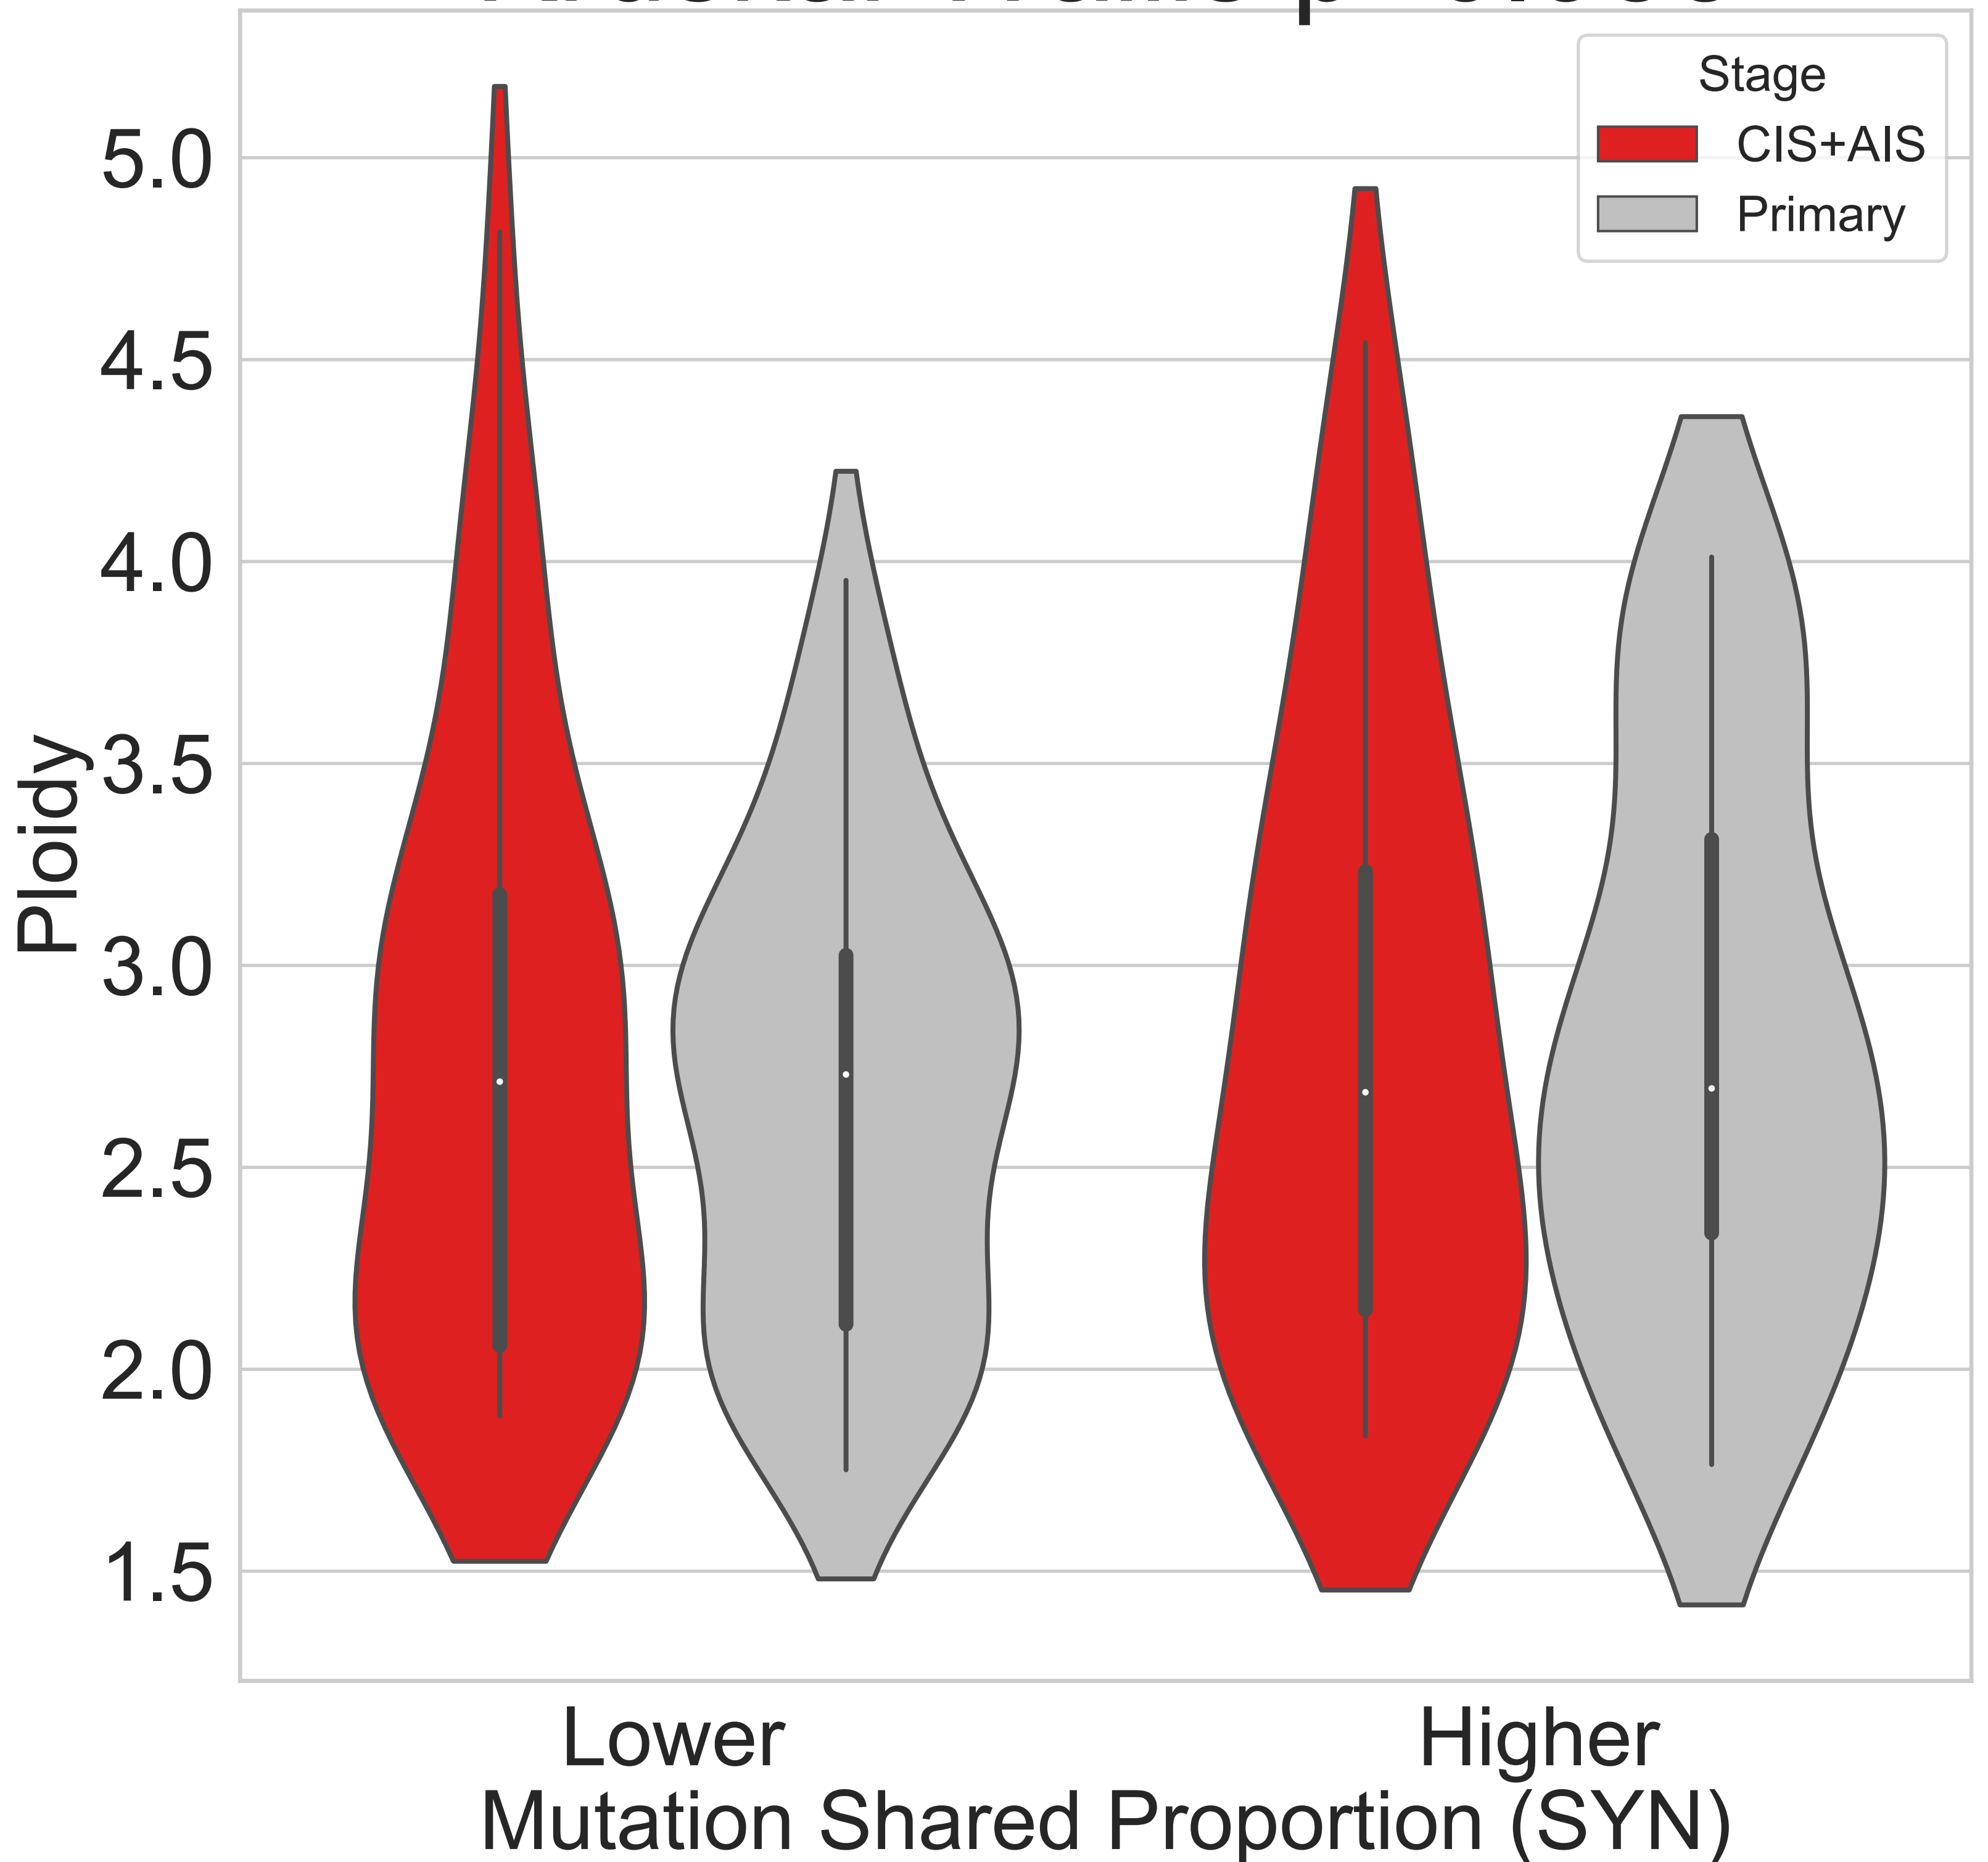 Stage
CIS+AIS
Primary
5.0
4.5
4.0
3.5
3.0
2.5
2.0
1.5
Ploidy
Lower
Higher
Mutation Shared Proportion (SYN)